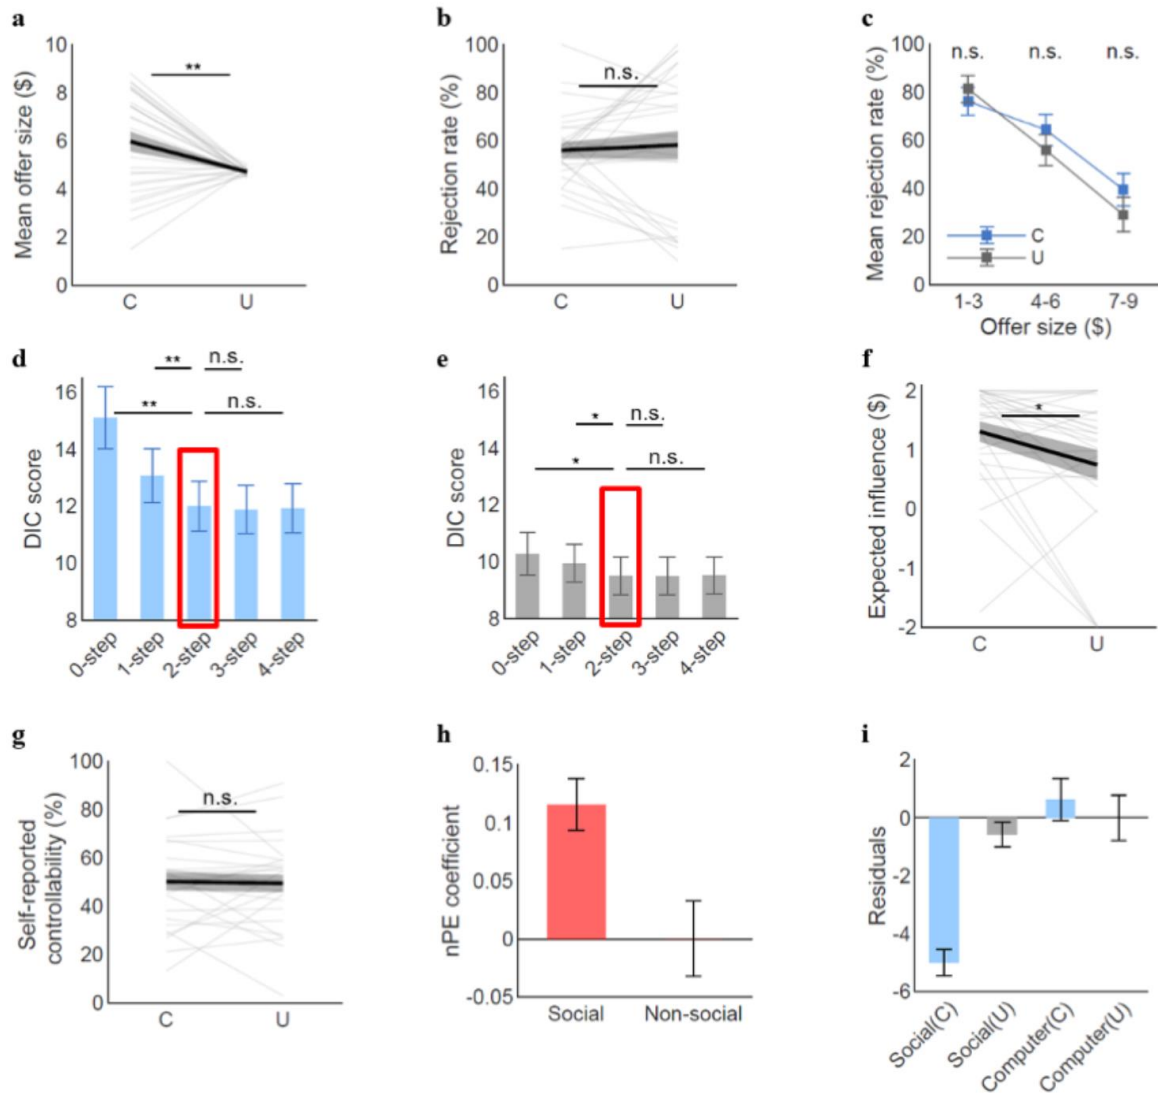 a
10
8
6
4
2
0
Mean offer size ($)
**
C
U
b
100
80
60
40
20
0
Rejection rate (%)
n.s.
C
U
c
100
80
60
40
20
0
Mean rejection rate (%)
n.s.
n.s.
n.s.
C
U
1-3
4-6
7-9
Offer size ($)
d
16
14
12
10
8
DIC score
**
n.s.
**
n.s.
0-step
1-step
2-step
3-step
4-step
e
16
14
12
10
8
DIC score
*
n.s.
*
n.s.
0-step
1-step
2-step
3-step
4-step
f
2
1
0
-1
-2
Expected influence ($)
*
C
U
g
100
80
60
40
20
0
Self-reported
controllability (%)
n.s.
C
U
h
0.15
0.1
0.05
0
-0.05
nPE coefficient
Social
Non-social
i
2
0
-2
-4
-6
Residuals
Social(C)
Social(U)
Computer(C)
Computer(U)